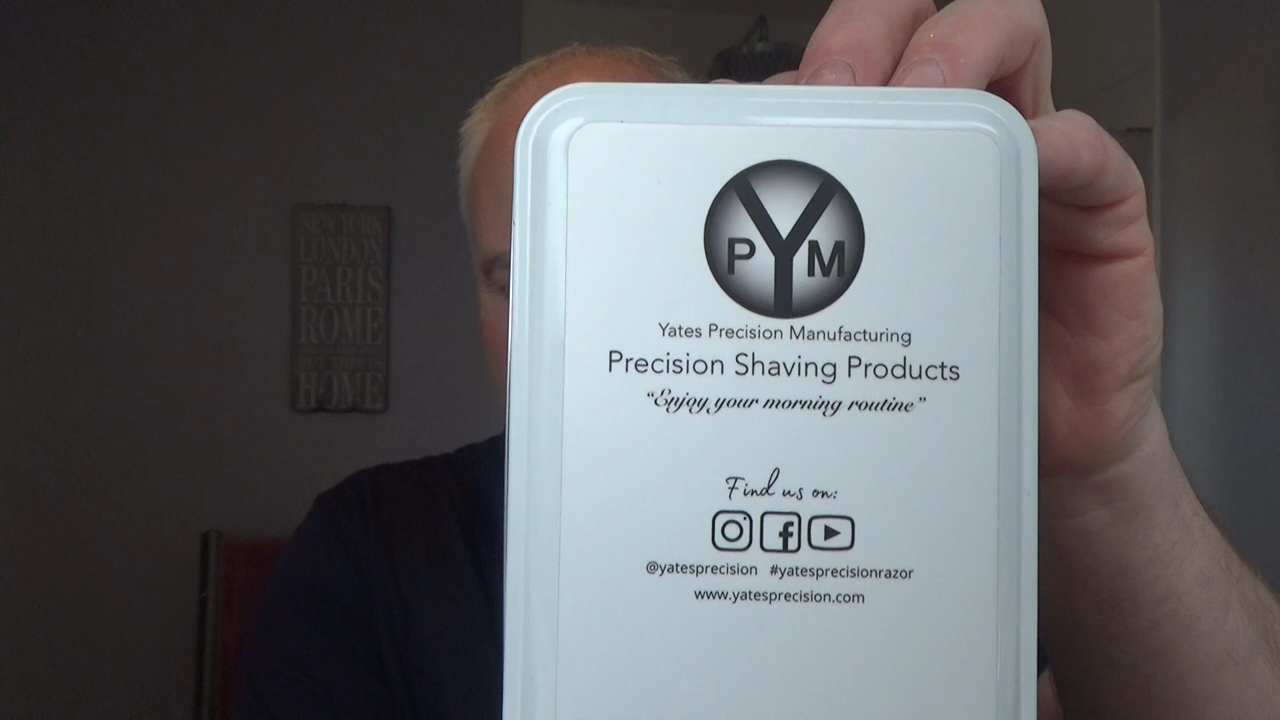 NEW YORK
LONDON
PARIS
ROME
HOME
PYM
Yates Precision Manufacturing
Precision Shaving Products
“Enjoy your morning routine”
Find us on:
@yatesprecision #yatesprecisionrazor
www.yatesprecision.com